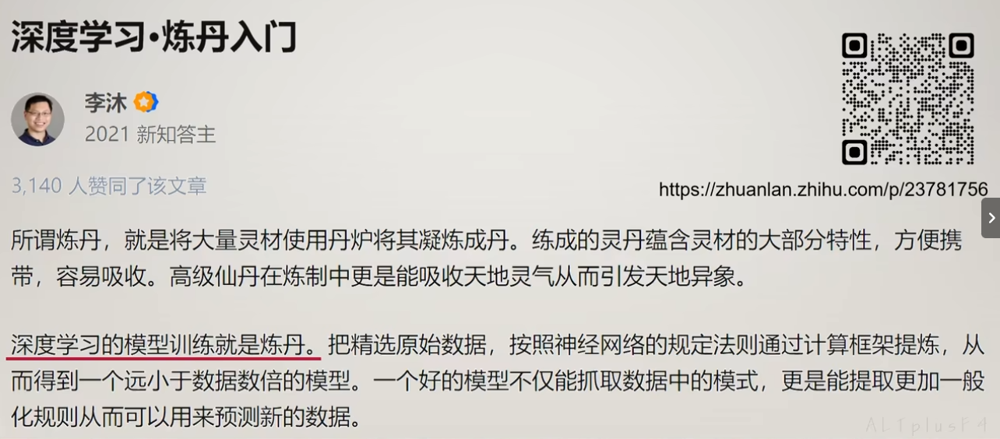 深度学习•炼丹入门
李沐
2021 新知答主
3,140 人赞同了该文章
https://zhuanlan.zhihu.com/p/23781756
所谓炼丹，就是将大量灵材使用丹炉将其凝炼成丹。练成的灵丹蕴含灵材的大部分特性，方便携
带，容易吸收。高级仙丹在炼制中更是能吸收天地灵气从而引发天地异象。
深度学习的模型训练就是炼丹。把精选原始数据，按照神经网络的规定法则通过计算框架提炼，从
而得到一个远小于数据数倍的模型。一个好的模型不仅能抓取数据中的模式，更是能提取更加一般
化规则从而可以用来预测新的数据。
ALTplusF4